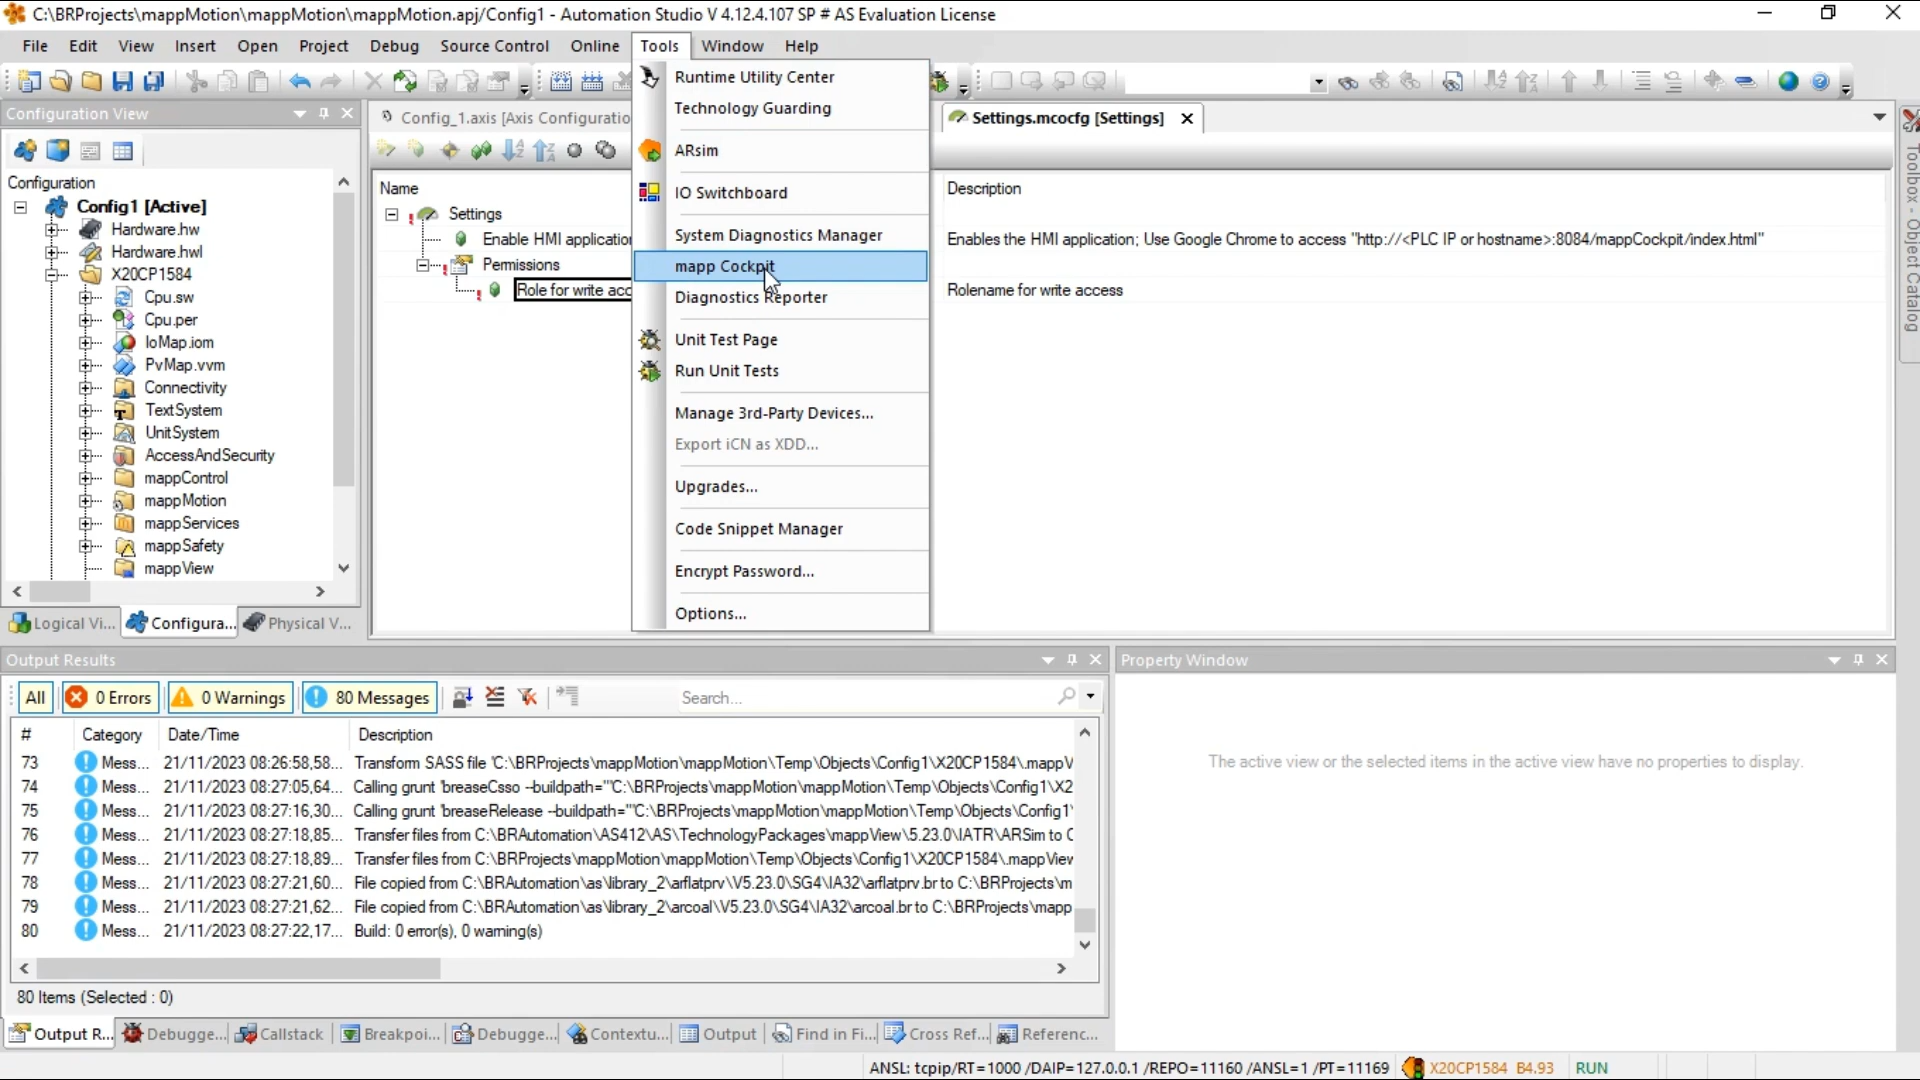 C:\BRProjects\mappMotion\mappMotion\mappMotion.apj/Config1 - Automation Studio V 4.12.4.107 SP # AS Evaluation License
File Edit View Insert Open Project Debug Source Control Online Tools Window Help
Configuration View
Configuration
Config1 [Active]
Hardware.hw
Hardware.hwl
X20CP1584
Cpu.sw
Cpu.per
IoMap.iom
PvMap.vvm
Connectivity
TextSystem
UnitSystem
AccessAndSecurity
mappControl
mappMotion
mappServices
mappSafety
mappView
Logical Vi... Configura... Physical V...
Config_1.axis [Axis Configuratio
Settings.mcocfg [Settings]
Name
Description
Settings
Enable HMI application
Enables the HMI application; Use Google Chrome to access "http://<PLC IP or hostname>:8084/mappCockpit/index.html"
Permissions
Role for write acc
Rolename for write access
Runtime Utility Center
Technology Guarding
ARsim
IO Switchboard
System Diagnostics Manager
mapp Cockpit
Diagnostics Reporter
Unit Test Page
Run Unit Tests
Manage 3rd-Party Devices...
Export iCN as XDD...
Upgrades...
Code Snippet Manager
Encrypt Password...
Options...
Toolbox - Object Catalog
Output Results
All 0 Errors 0 Warnings 80 Messages Search...
# Category Date/Time Description
73 Mess... 21/11/2023 08:26:58,58... Transform SASS file 'C:\BRProjects\mappMotion\mappMotion\Temp\Objects\Config1\X20CP1584\.mappV
74 Mess... 21/11/2023 08:27:05,64... Calling grunt 'breaseCsso --buildpath=""C:\BRProjects\mappMotion\mappMotion\Temp\Objects\Config1\X2
75 Mess... 21/11/2023 08:27:16,30... Calling grunt 'breaseRelease --buildpath=""C:\BRProjects\mappMotion\mappMotion\Temp\Objects\Config1\
76 Mess... 21/11/2023 08:27:18,85... Transfer files from C:\BRAutomation\AS412\AS\TechnologyPackages\mappView\5.23.0\IATR\ARSim to C
77 Mess... 21/11/2023 08:27:18,89... Transfer files from C:\BRProjects\mappMotion\mappMotion\Temp\Objects\Config1\X20CP1584\.mappView
78 Mess... 21/11/2023 08:27:21,60... File copied from C:\BRAutomation\as\library_2\arflatprv\V5.23.0\SG4\IA32\arflatprv.br to C:\BRProjects\m
79 Mess... 21/11/2023 08:27:21,62... File copied from C:\BRAutomation\as\library_2\arcoal\V5.23.0\SG4\IA32\arcoal.br to C:\BRProjects\mapp
80 Mess... 21/11/2023 08:27:22,17... Build: 0 error(s), 0 warning(s)
80 Items (Selected : 0)
Output R... Debugge... Callstack Breakpoi... Debugge... Contextu... Output Find in Fi... Cross Ref... Referenc...
Property Window
The active view or the selected items in the active view have no properties to display.
ANSL: tcpip/RT=1000 /DAIP=127.0.0.1 /REPO=11160 /ANSL=1 /PT=11169 X20CP1584 B4.93 RUN